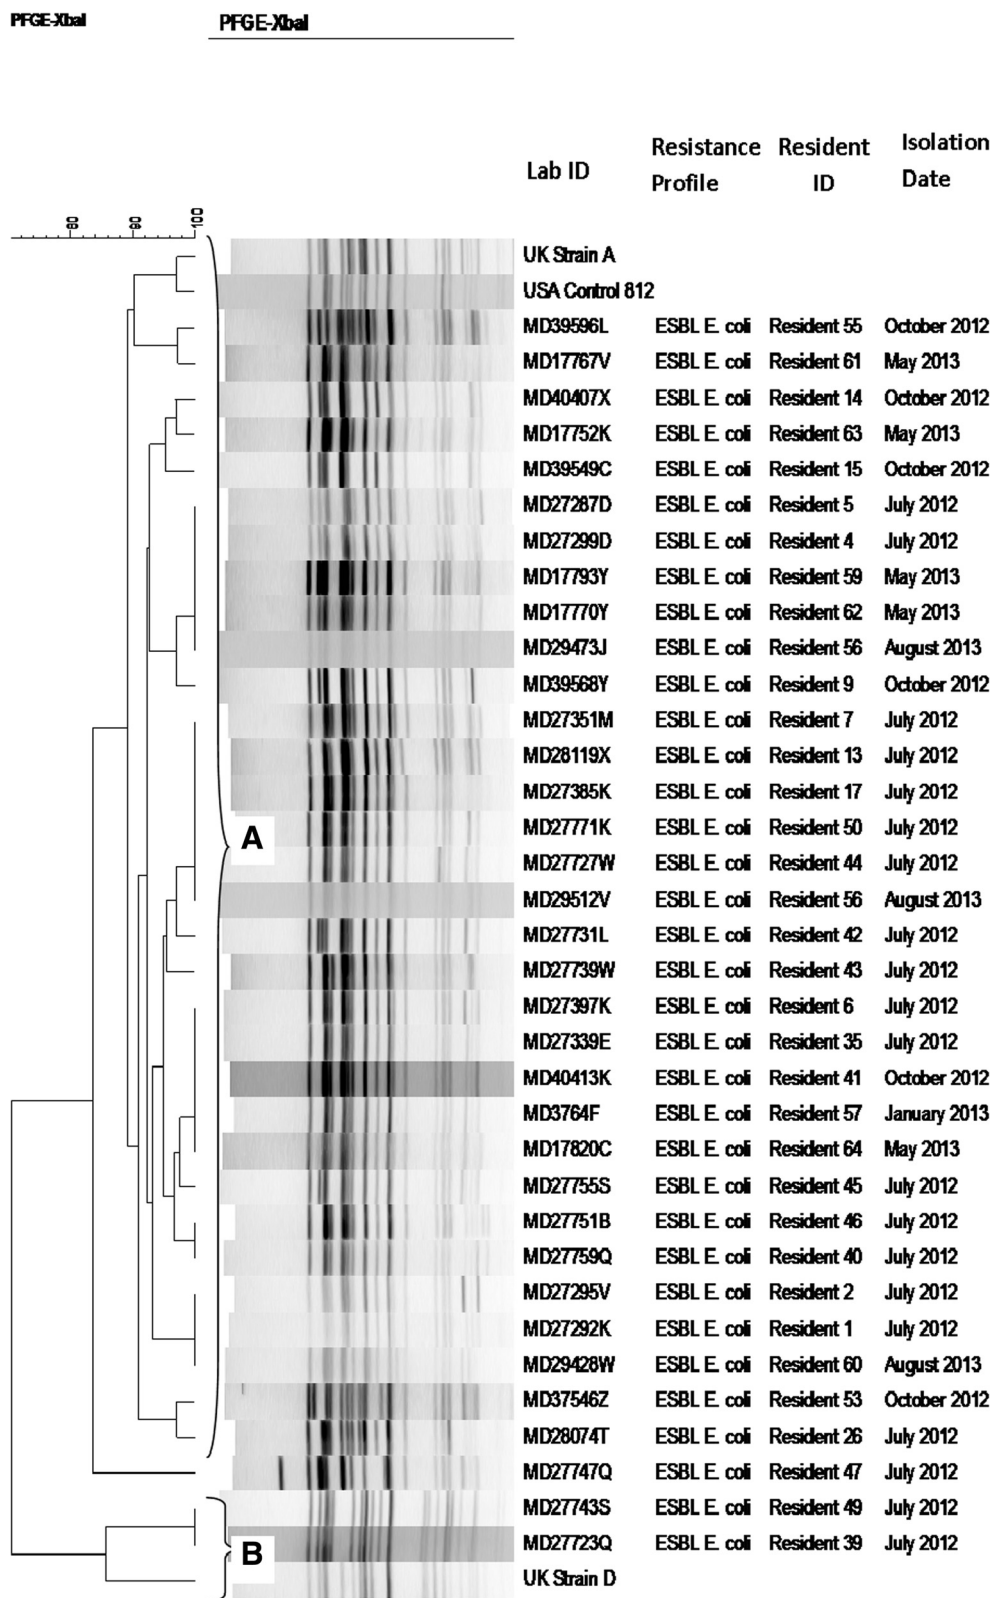 PFGE-XbaI PFGE-XbaI
Lab ID Resistance Profile Resident ID Isolation Date
80 90 100
UK Strain A
USA Control 812
MD39596L ESBL E. coli Resident 55 October 2012
MD17767V ESBL E. coli Resident 61 May 2013
MD40407X ESBL E. coli Resident 14 October 2012
MD17752K ESBL E. coli Resident 63 May 2013
MD39549C ESBL E. coli Resident 15 October 2012
MD27287D ESBL E. coli Resident 5 July 2012
MD27299D ESBL E. coli Resident 4 July 2012
MD17793Y ESBL E. coli Resident 59 May 2013
MD17770Y ESBL E. coli Resident 62 May 2013
MD29473J ESBL E. coli Resident 56 August 2013
MD39568Y ESBL E. coli Resident 9 October 2012
MD27351M ESBL E. coli Resident 7 July 2012
MD28119X ESBL E. coli Resident 13 July 2012
MD27385K ESBL E. coli Resident 17 July 2012
A
MD27771K ESBL E. coli Resident 50 July 2012
MD27727W ESBL E. coli Resident 44 July 2012
MD29512V ESBL E. coli Resident 56 August 2013
MD27731L ESBL E. coli Resident 42 July 2012
MD27739W ESBL E. coli Resident 43 July 2012
MD27397K ESBL E. coli Resident 6 July 2012
MD27339E ESBL E. coli Resident 35 July 2012
MD40413K ESBL E. coli Resident 41 October 2012
MD3764F ESBL E. coli Resident 57 January 2013
MD17820C ESBL E. coli Resident 64 May 2013
MD27755S ESBL E. coli Resident 45 July 2012
MD27751B ESBL E. coli Resident 46 July 2012
MD27759Q ESBL E. coli Resident 40 July 2012
MD27295V ESBL E. coli Resident 2 July 2012
MD27292K ESBL E. coli Resident 1 July 2012
MD29428W ESBL E. coli Resident 60 August 2013
MD37546Z ESBL E. coli Resident 53 October 2012
MD28074T ESBL E. coli Resident 26 July 2012
MD27747Q ESBL E. coli Resident 47 July 2012
MD27743S ESBL E. coli Resident 49 July 2012
B MD27723Q ESBL E. coli Resident 39 July 2012
UK Strain D